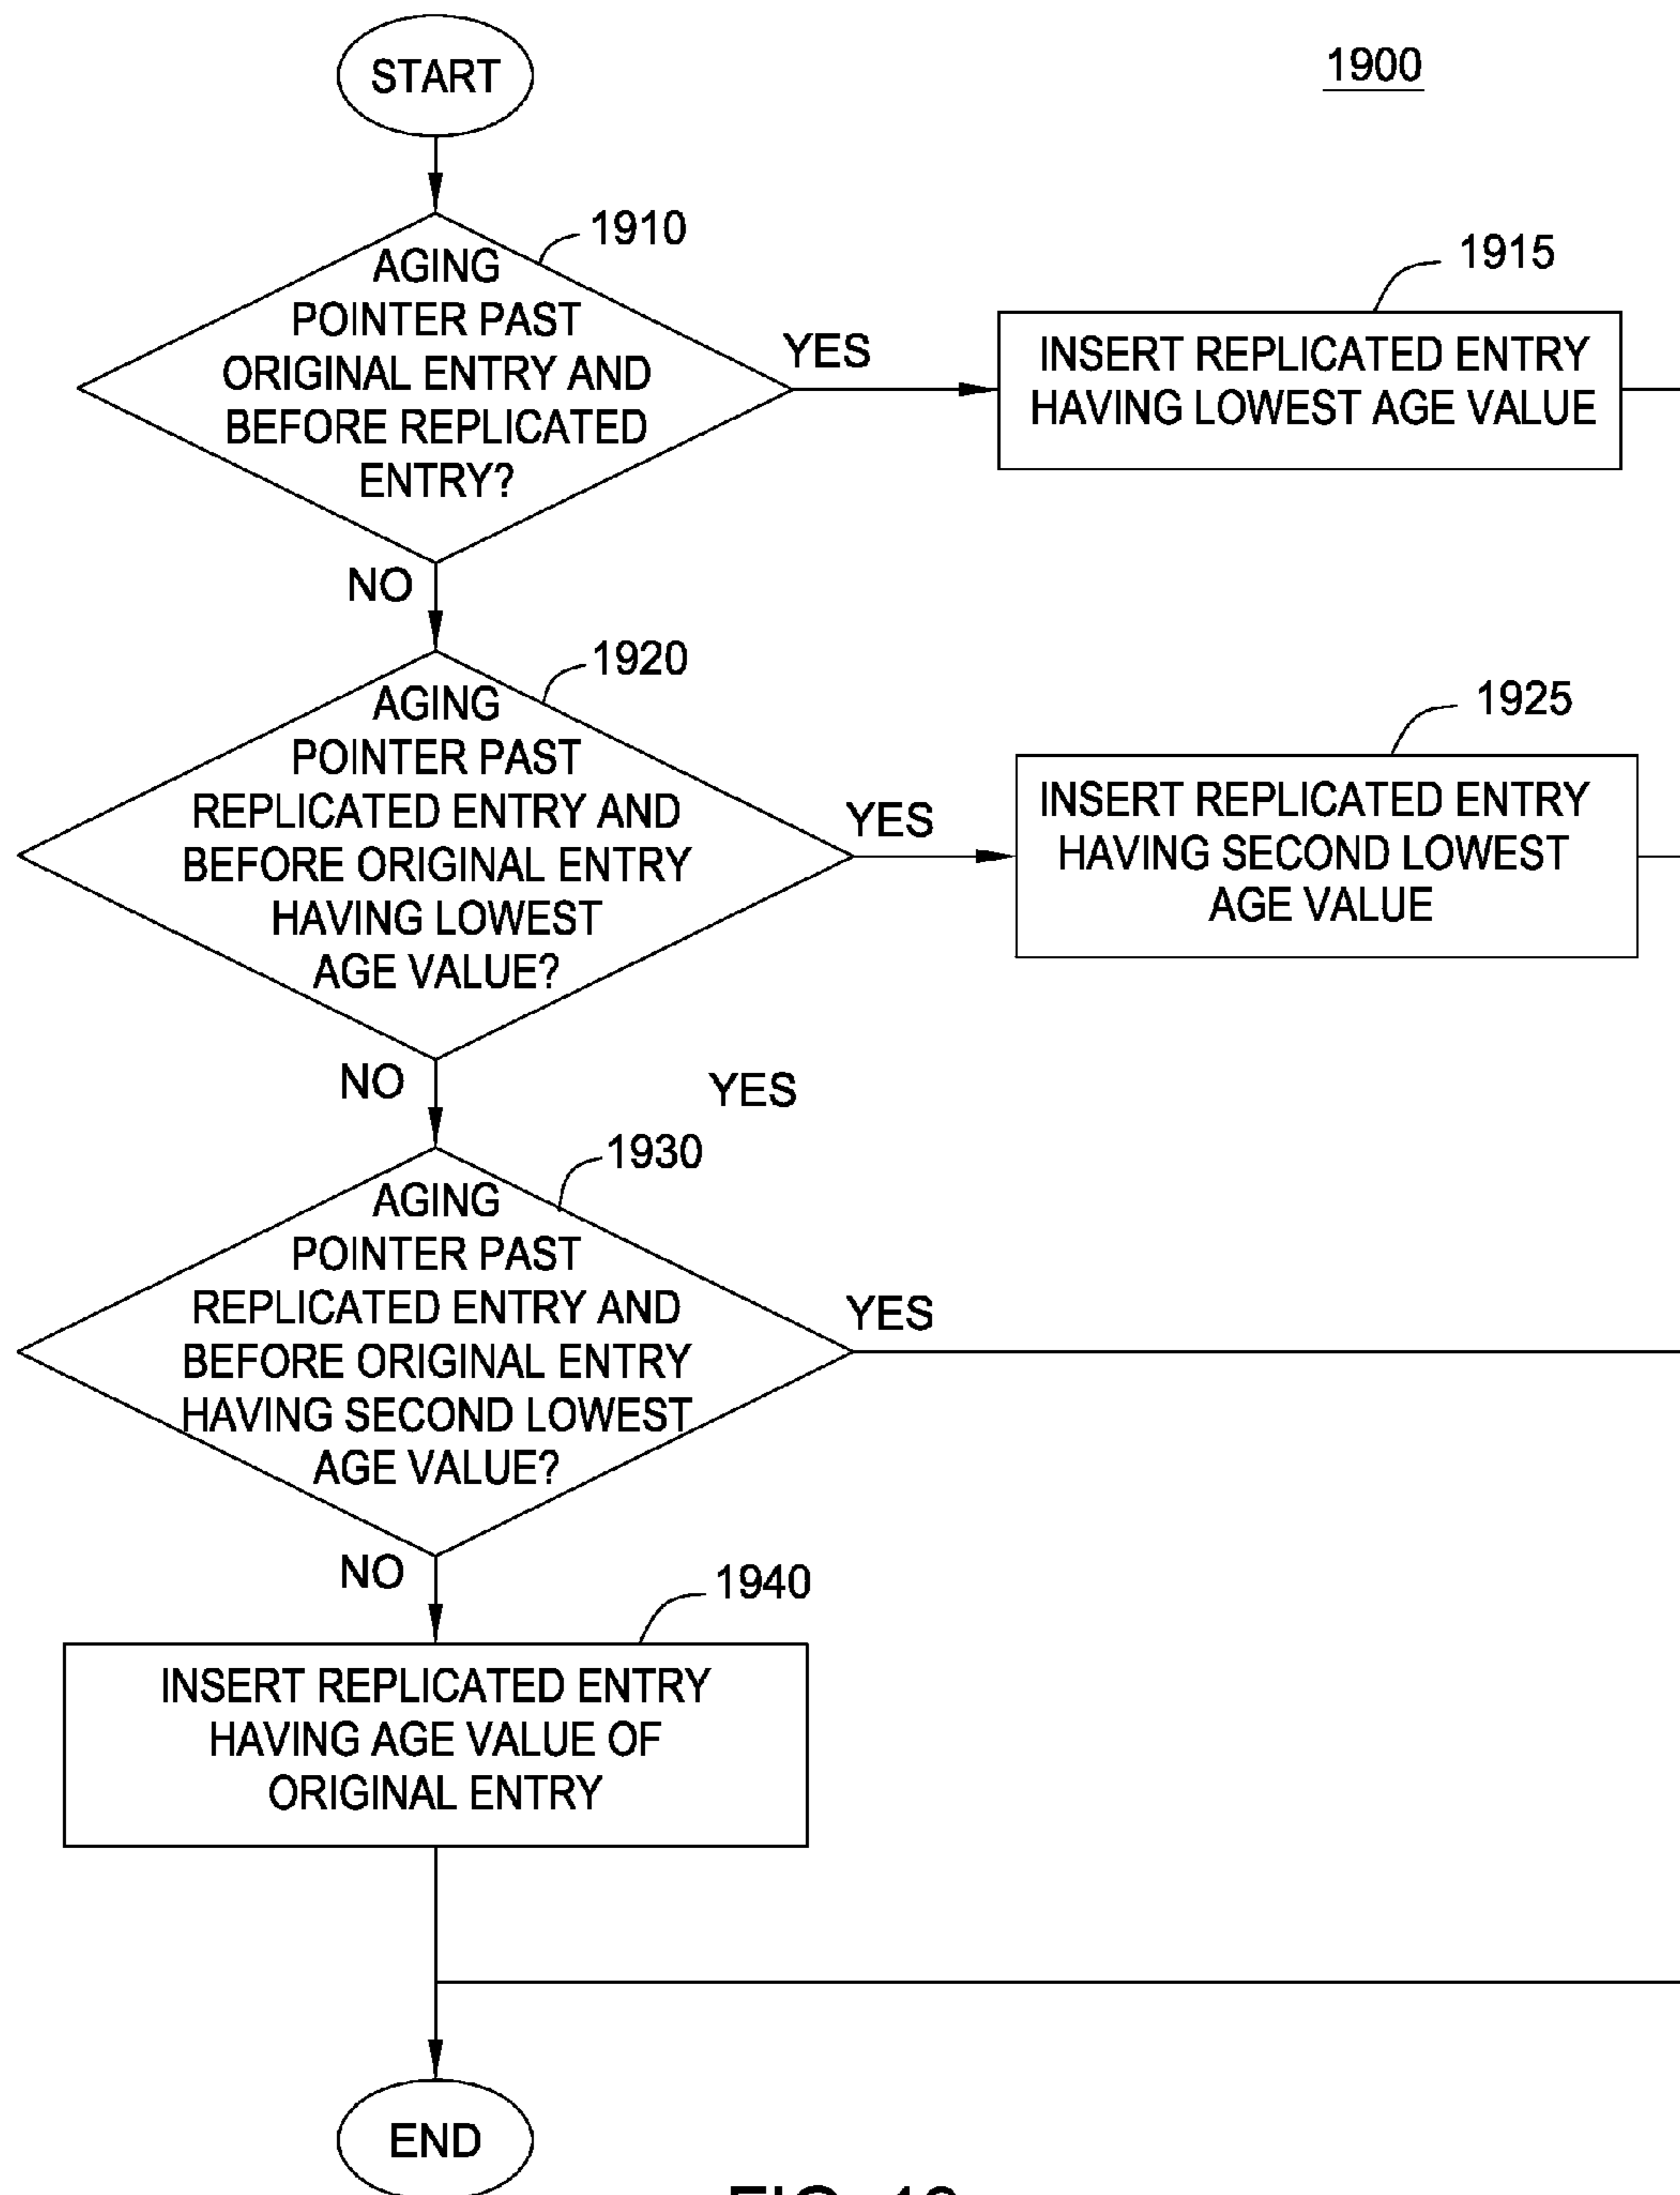 START
1900
1910
AGING
POINTER PAST
ORIGINAL ENTRY AND
BEFORE REPLICATED
ENTRY?
YES
1915
INSERT REPLICATED ENTRY
HAVING LOWEST AGE VALUE
NO
1920
AGING
POINTER PAST
REPLICATED ENTRY AND
BEFORE ORIGINAL ENTRY
HAVING LOWEST
AGE VALUE?
YES
1925
INSERT REPLICATED ENTRY
HAVING SECOND LOWEST
AGE VALUE
NO
YES
1930
AGING
POINTER PAST
REPLICATED ENTRY AND
BEFORE ORIGINAL ENTRY
HAVING SECOND LOWEST
AGE VALUE?
YES
NO
1940
INSERT REPLICATED ENTRY
HAVING AGE VALUE OF
ORIGINAL ENTRY
END